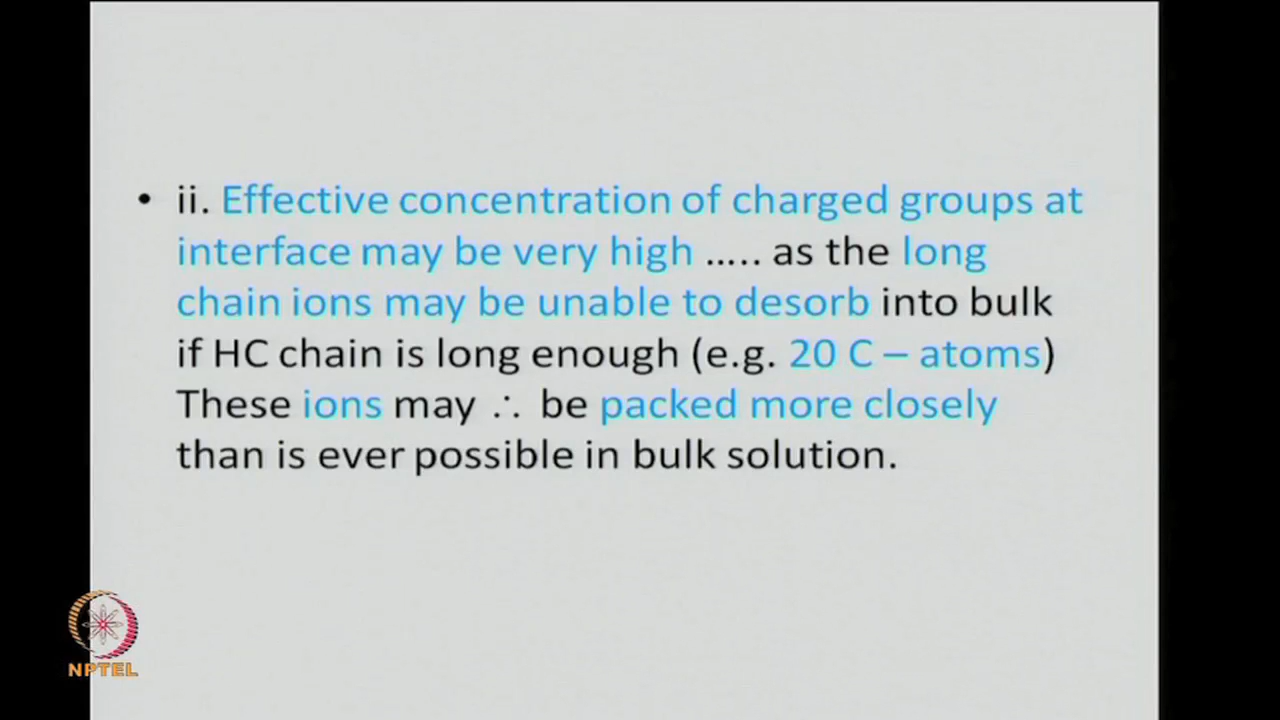 • ii. Effective concentration of charged groups at
interface may be very high ..... as the long
chain ions may be unable to desorb into bulk
if HC chain is long enough (e.g. 20 C – atoms)
These ions may ∴ be packed more closely
than is ever possible in bulk solution.
NPTEL